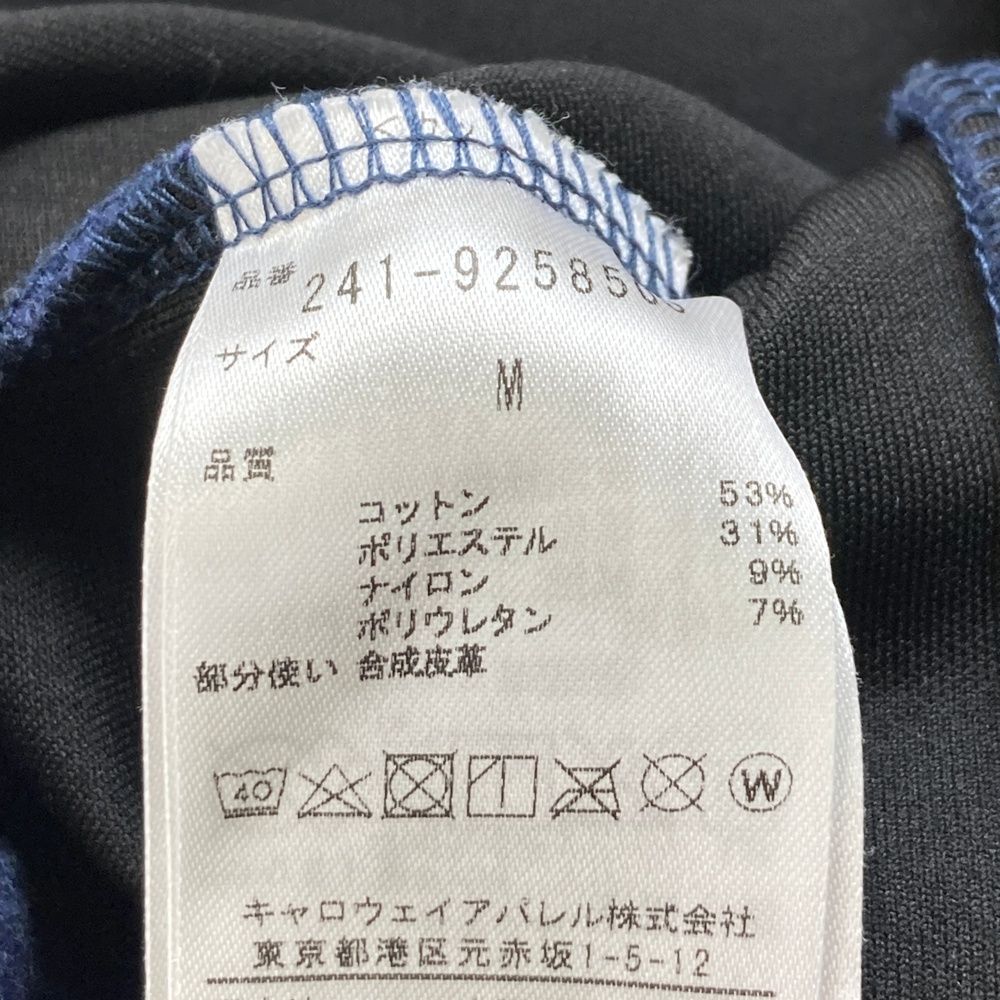 品番 241-92585
サイズ M
品質
コットン 53%
ポリエステル 31%
ナイロン 9%
ポリウレタン 7%
部分使い 合成皮革
40
W
キャロウェイアパレル株式会社
東京都港区元赤坂1-5-12